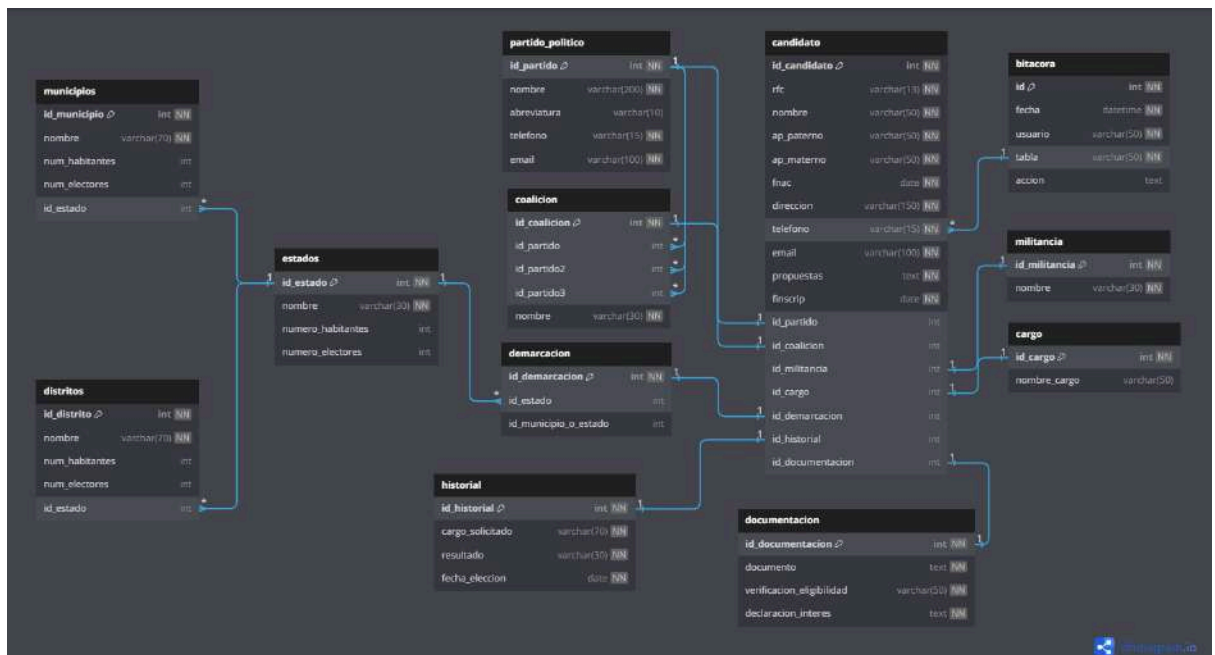 municipios
id_municipio int NN
nombre varchar(70) NN
num_habitantes int
num_electores int
id_estado int
distritos
id_distrito int NN
nombre varchar(70) NN
num_habitantes int
num_electores int
id_estado int
estados
id_estado int NN
nombre varchar(30) NN
numero_habitantes int
numero_electores int
partido_politico
id_partido int NN
nombre varchar(200) NN
abreviatura varchar(10)
telefono varchar(15) NN
email varchar(100) NN
coalicion
id_coalicion int NN
id_partido int
id_partido2 int
id_partido3 int
nombre varchar(30) NN
demarcacion
id_demarcacion int NN
id_estado int
id_municipio_o_estado int
historial
id_historial int NN
cargo_solicitado varchar(70) NN
resultado varchar(30) NN
fecha_eleccion date NN
candidato
id_candidato int NN
rfc varchar(13) NN
nombre varchar(50) NN
ap_paterno varchar(50) NN
ap_materno varchar(50) NN
fnac date NN
direccion varchar(150) NN
telefono varchar(15) NN
email varchar(100) NN
propuestas text NN
finscrip date NN
id_partido int
id_coalicion int
id_militancia int
id_cargo int
id_demarcacion int
id_historial int
id_documentacion int
documentacion
id_documentacion int NN
documento text NN
verificacion_eligibilidad varchar(50) NN
declaracion_interes text NN
bitacora
id int NN
fecha datetime NN
usuario varchar(50) NN
tabla varchar(50) NN
accion text
militancia
id_militancia int NN
nombre varchar(30) NN
cargo
id_cargo int NN
nombre_cargo varchar(50)